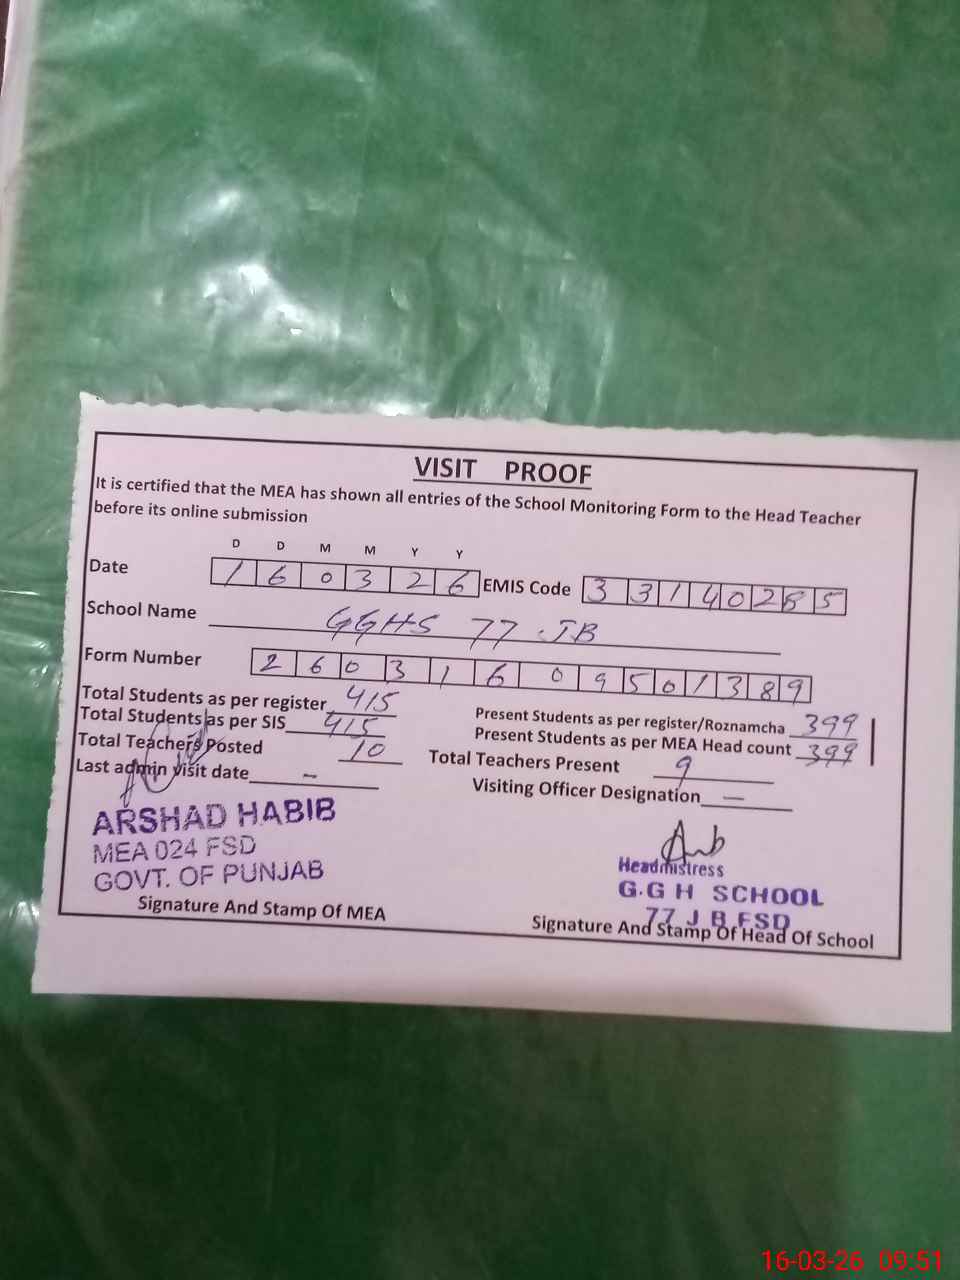 VISIT PROOF
It is certified that the MEA has shown all entries of the School Monitoring Form to the Head Teacher
before its online submission
D D M M Y Y
Date 1 6 0 3 2 6 EMIS Code 3 3 1 4 0 2 8 5
School Name GGHS 77 JB
Form Number 2 6 0 3 1 6 0 9 5 0 1 3 8 9
Total Students as per register 415 Present Students as per register/Roznamcha 399
Total Students as per SIS 415 Present Students as per MEA Head count 399
Total Teachers Posted 10 Total Teachers Present 9
Last admin visit date — Visiting Officer Designation —
ARSHAD HABIB
MEA 024 FSD
GOVT. OF PUNJAB
Signature And Stamp Of MEA
Headmistress
G.G H SCHOOL
77 J B FSD
Signature And Stamp Of Head Of School
16-03-26 09:51